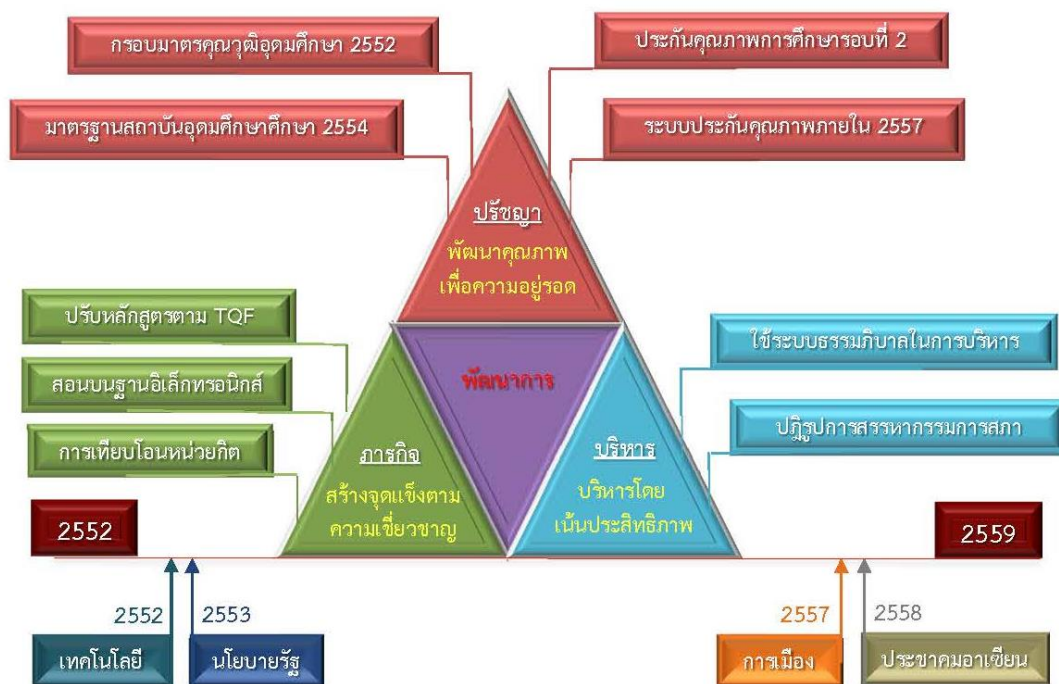 กรอบมาตรคุณวุฒิอุดมศึกษา 2552
ประกันคุณภาพการศึกษารอบที่ 2
มาตรฐานสถาบันอุดมศึกษาศึกษา 2554
ระบบประกันคุณภาพภายใน 2557
ปรัชญา
พัฒนาคุณภาพ
เพื่อความอยู่รอด
ปรับหลักสูตรตาม TQF
สอนบนฐานอิเล็กทรอนิกส์
การเทียบโอนหน่วยกิต
ใช้ระบบธรรมภิบาลในการบริหาร
ปฎิรูปการสรรหากรรมการสภา
พัฒนาการ
ภารกิจ
สร้างจุดแข็งตาม
ความเชี่ยวชาญ
บริหาร
บริหารโดย
เน้นประสิทธิภาพ
2552
2559
2552
2553
2557
2558
เทคโนโลยี
นโยบายรัฐ
การเมือง
ประชาคมอาเซียน